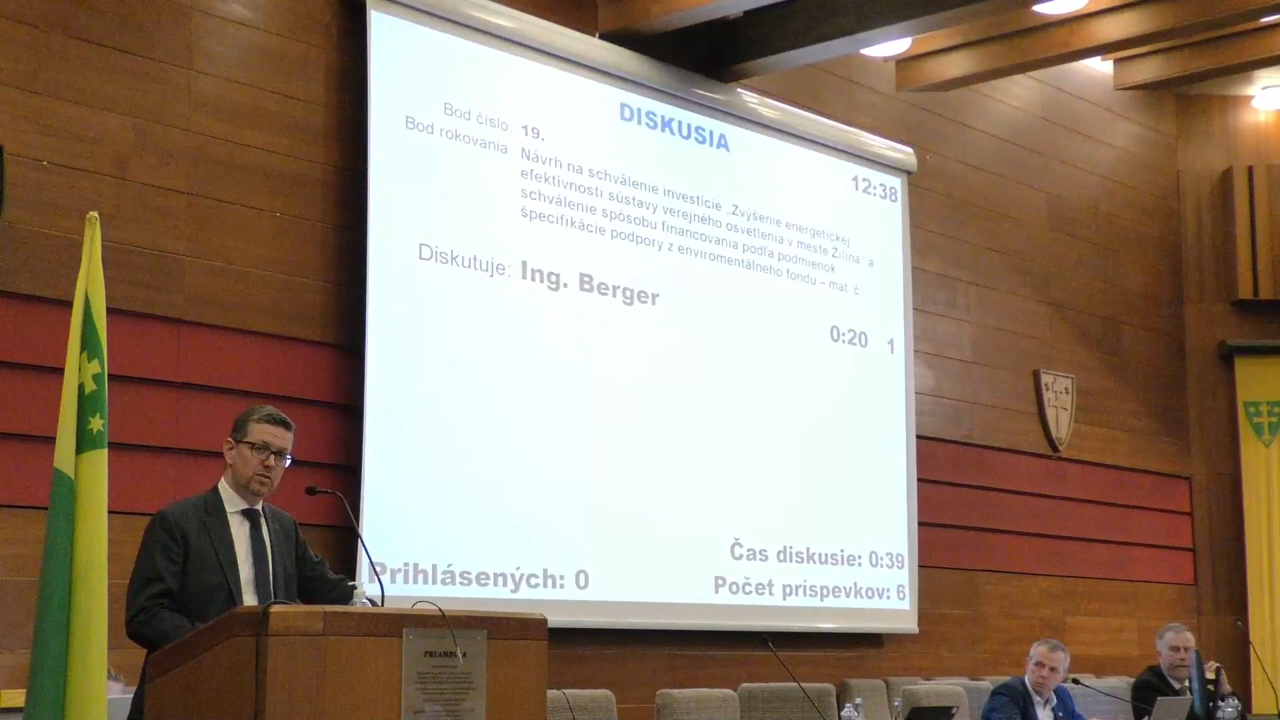 DISKUSIA
Bod číslo 19.
12:38
Bod rokovania Návrh na schválenie investície „Zvýšenie energetickej
efektívnosti sústavy verejného osvetlenia v meste Žilina“ a
schválenie spôsobu financovania podľa podmienok
špecifikácie podpory z enviromentálneho fondu – mat. č.
Diskutuje: Ing. Berger
0:20 1
Čas diskusie: 0:39
Prihlásených: 0
Počet príspevkov: 6
PREAMBULA